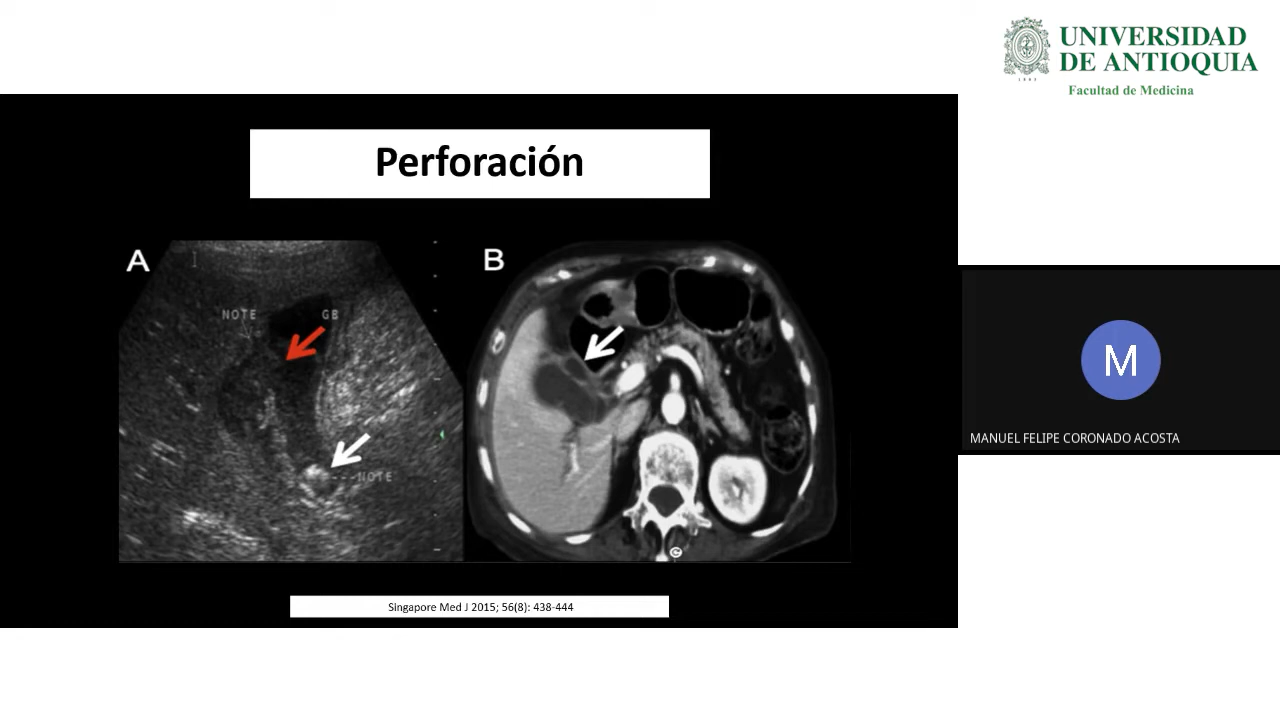 UNIVERSIDAD
DE ANTIOQUIA
1803
Facultad de Medicina
Perforación
A
B
NOTE
GB
NOTE
Singapore Med J 2015; 56(8): 438-444
M
MANUEL FELIPE CORONADO ACOSTA